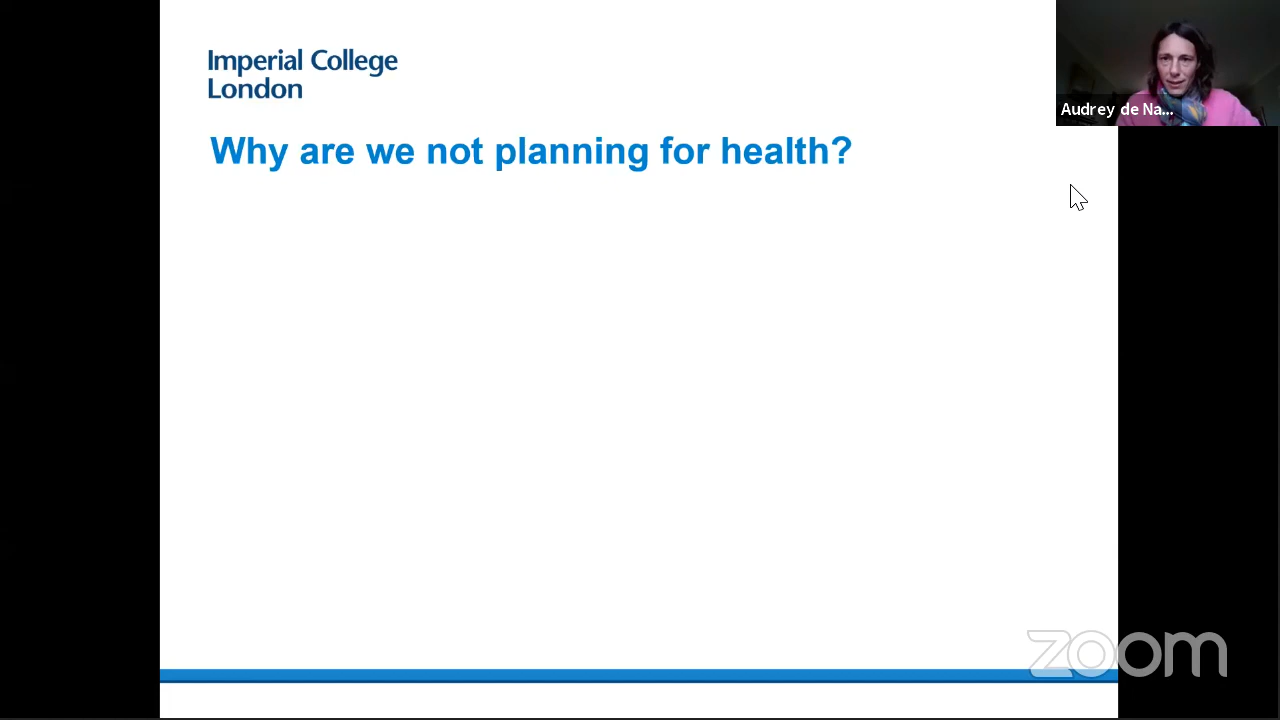 Imperial College
London
Why are we not planning for health?
Audrey de Na...
zoom